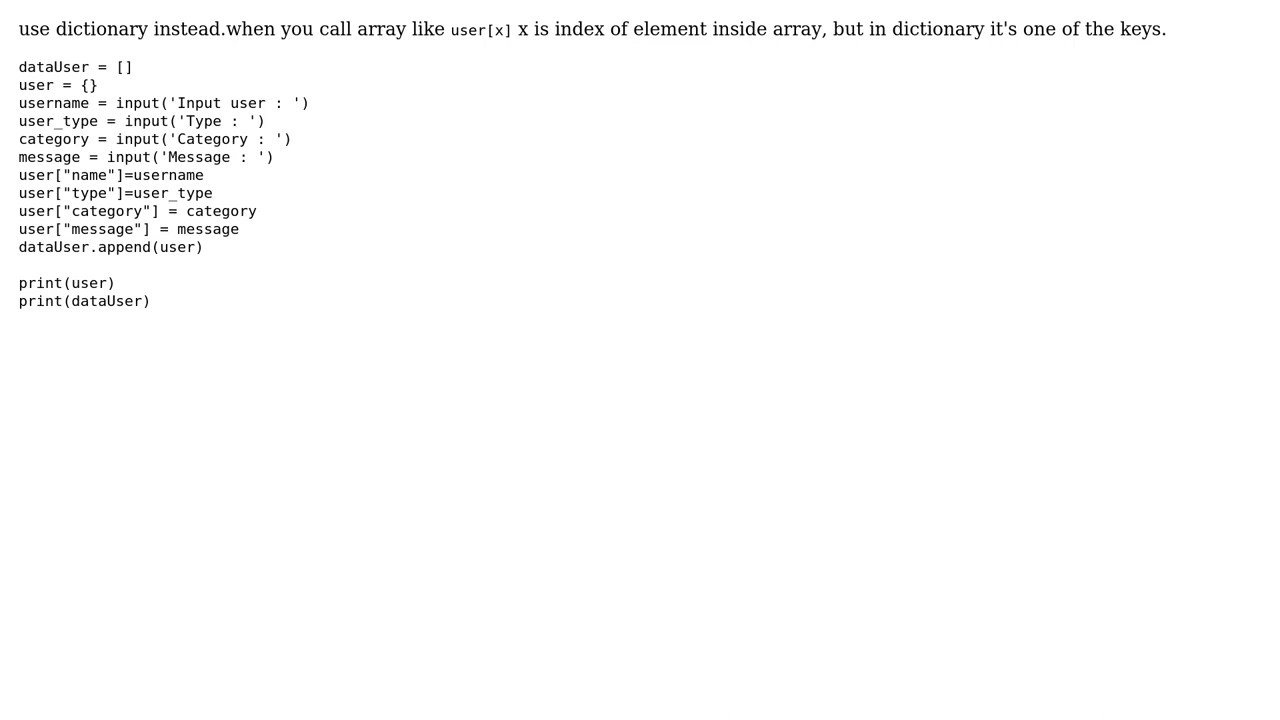 use dictionary instead.when you call array like user[x] x is index of element inside array, but in dictionary it's one of the keys.
dataUser = []
user = {}
username = input('Input user : ')
user_type = input('Type : ')
category = input('Category : ')
message = input('Message : ')
user["name"]=username
user["type"]=user_type
user["category"] = category
user["message"] = message
dataUser.append(user)

print(user)
print(dataUser)